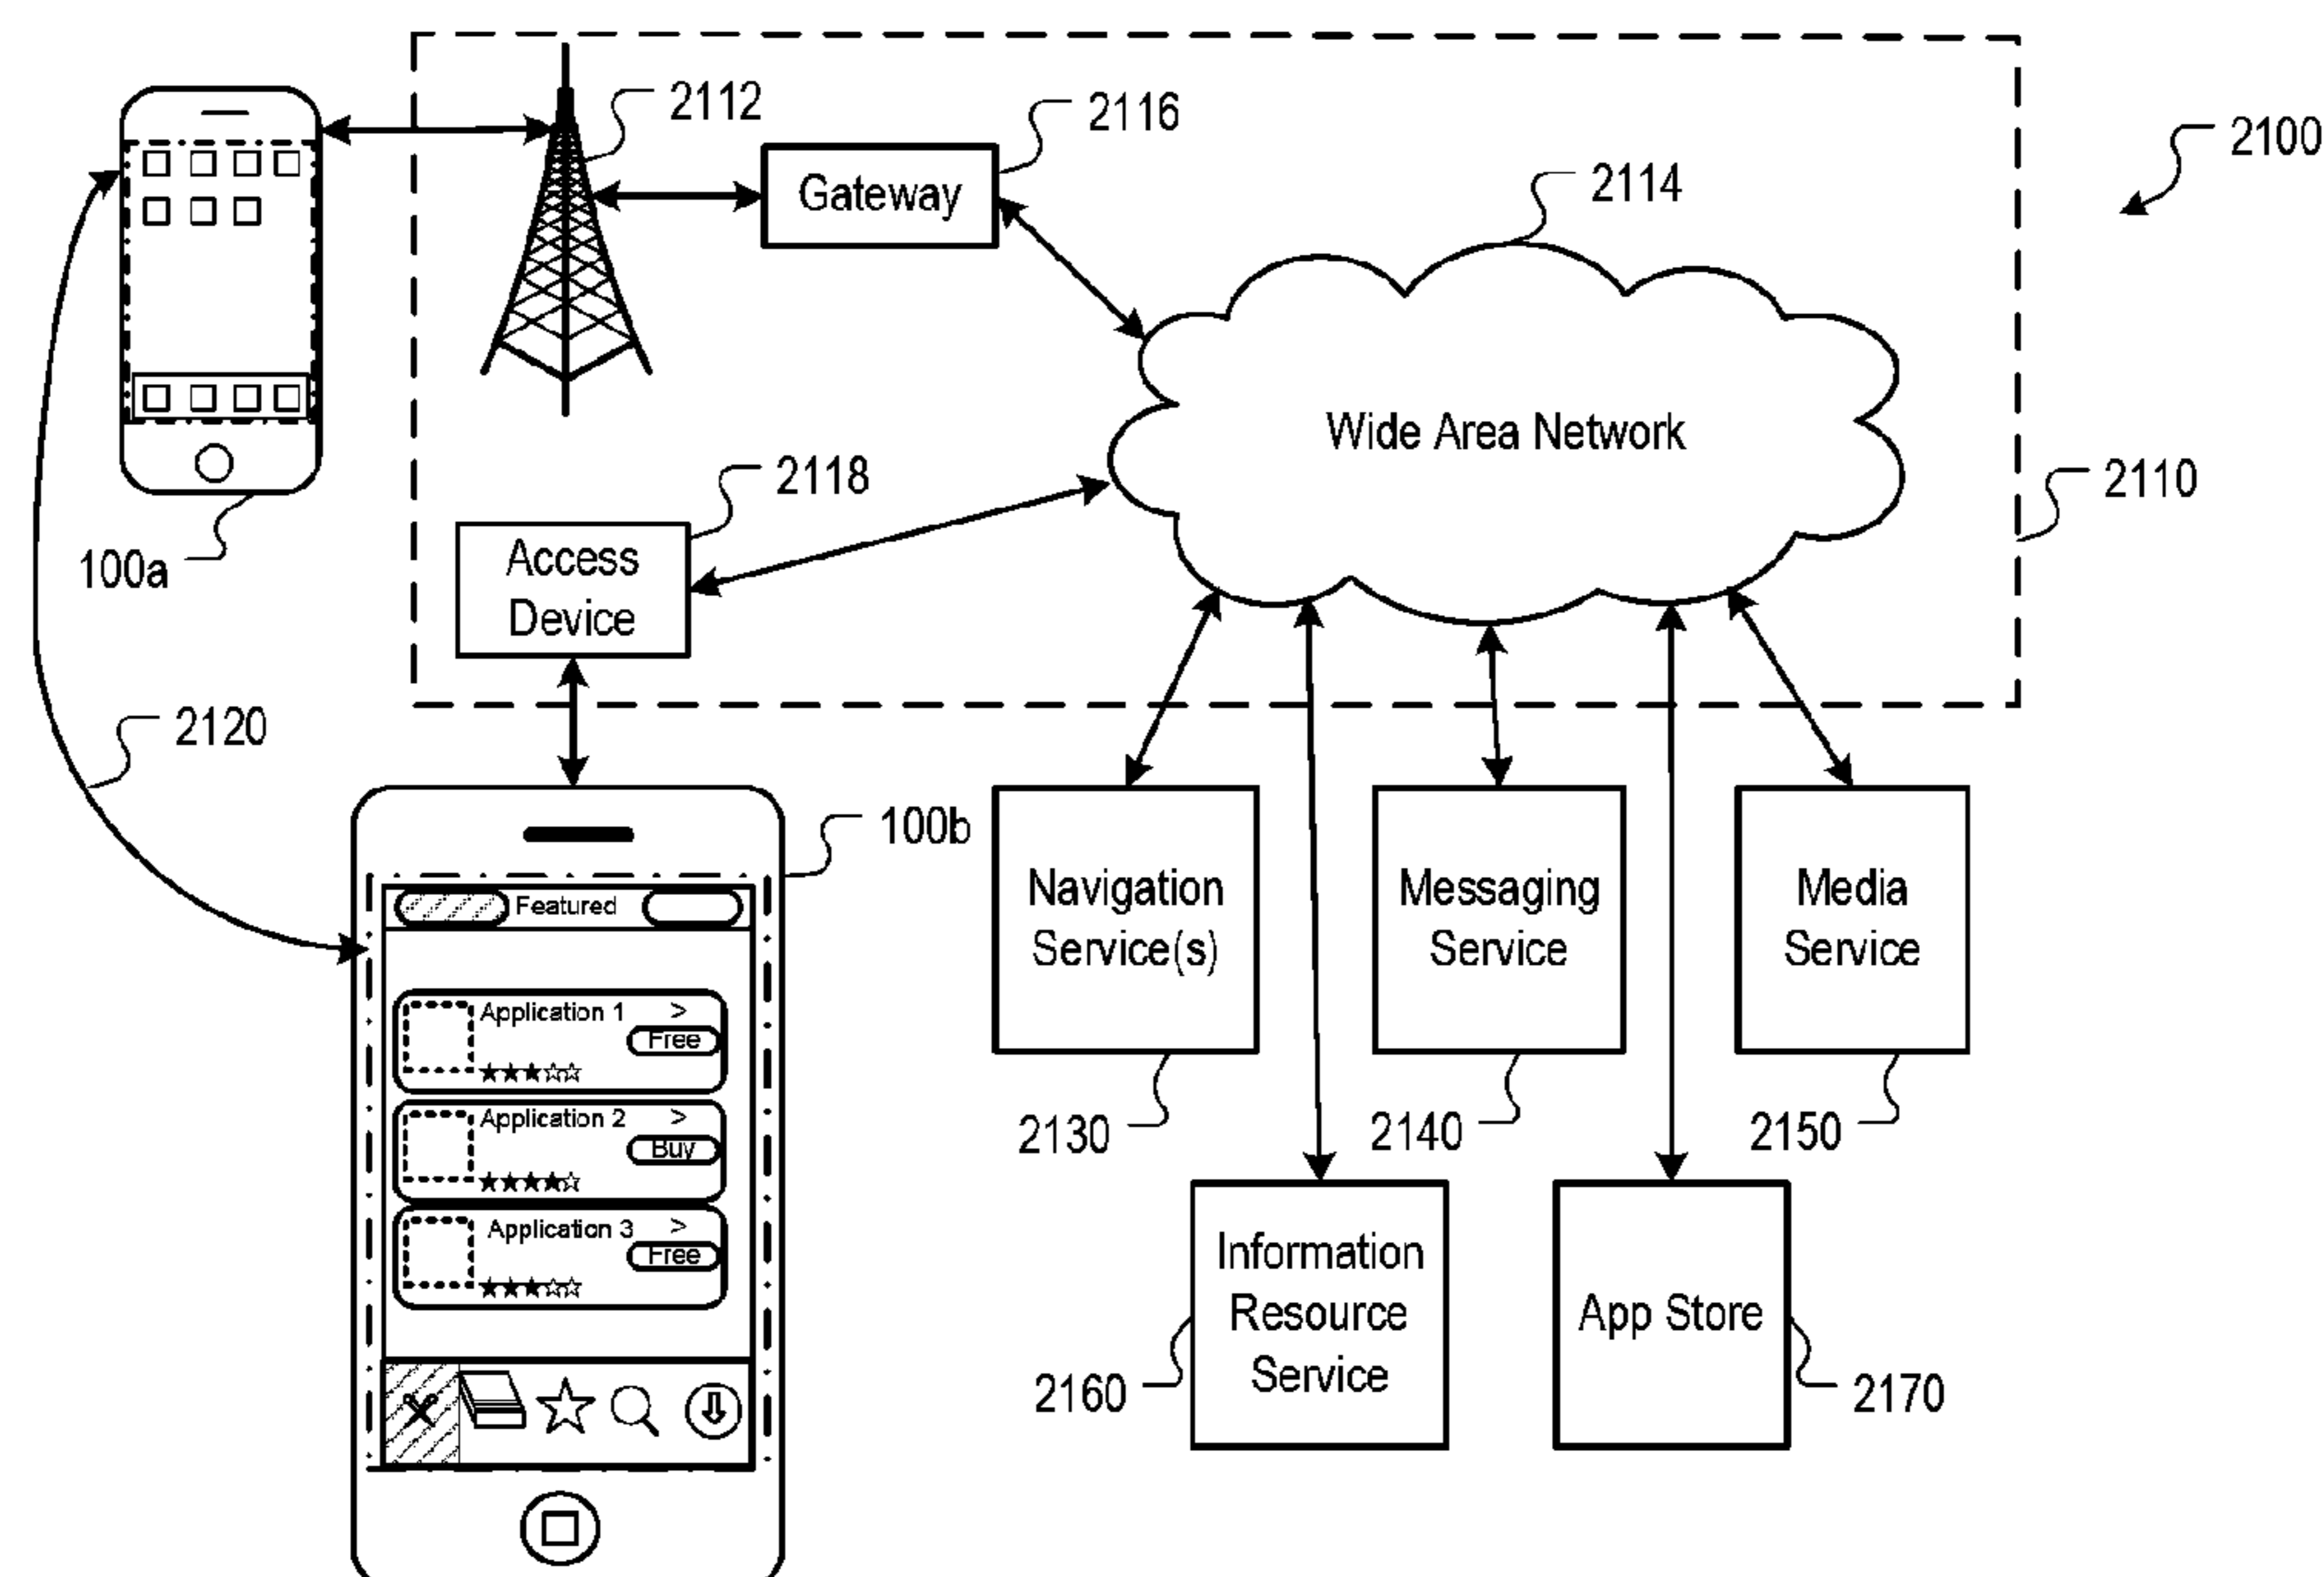 2112
2116
2100
Gateway
2114
Wide Area Network
2118
2110
Access
Device
100a
2120
100b
Featured
Application 1 >
Free
★★★☆☆
Application 2 >
Buy
★★★★☆
Application 3 >
Free
★★★☆☆
Navigation
Service(s)
Messaging
Service
Media
Service
2130
2140
2150
Information
Resource
Service
App Store
2160
2170